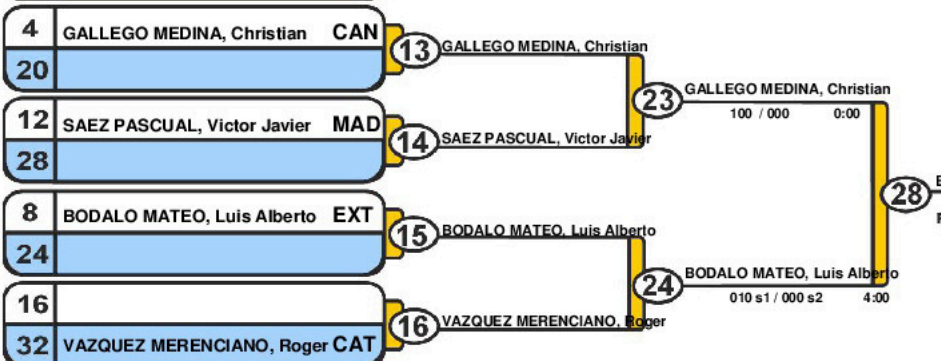 4 GALLEGO MEDINA, Christian CAN
20
13 GALLEGO MEDINA, Christian
12 SAEZ PASCUAL, Victor Javier MAD
28
14 SAEZ PASCUAL, Victor Javier
23 GALLEGO MEDINA, Christian
100 / 000 0:00
8 BODALO MATEO, Luis Alberto EXT
24
15 BODALO MATEO, Luis Alberto
16
32 VAZQUEZ MERENCIANO, Roger CAT
16 VAZQUEZ MERENCIANO, Roger
24 BODALO MATEO, Luis Alberto
010 s1 / 000 s2 4:00
28